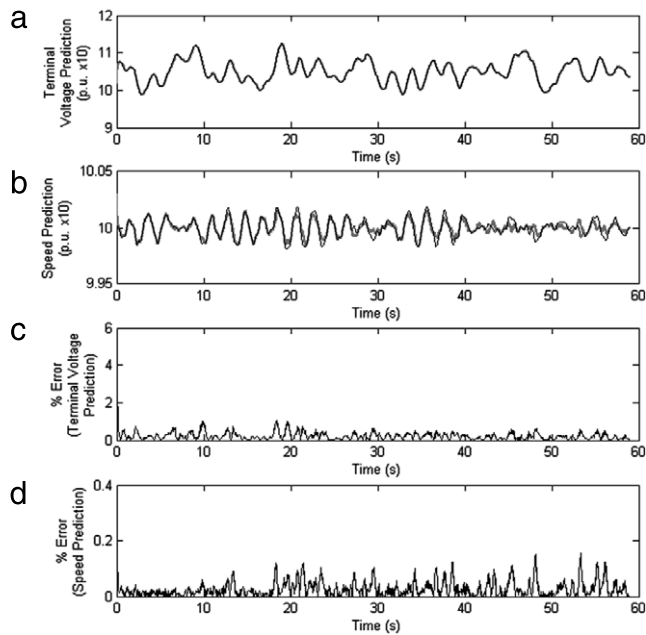 a
Terminal
Voltage Prediction
(p.u. x10)
12
11
10
9
0
10
20
30
40
50
60
Time (s)
b
Speed Prediction
(p.u. x10)
10.05
10
9.95
0
10
20
30
40
50
60
Time (s)
c
% Error
(Terminal Voltage
Prediction)
6
4
2
0
0
10
20
30
40
50
60
Time (s)
d
% Error
(Speed Prediction)
0.4
0.2
0
0
10
20
30
40
50
60
Time (s)